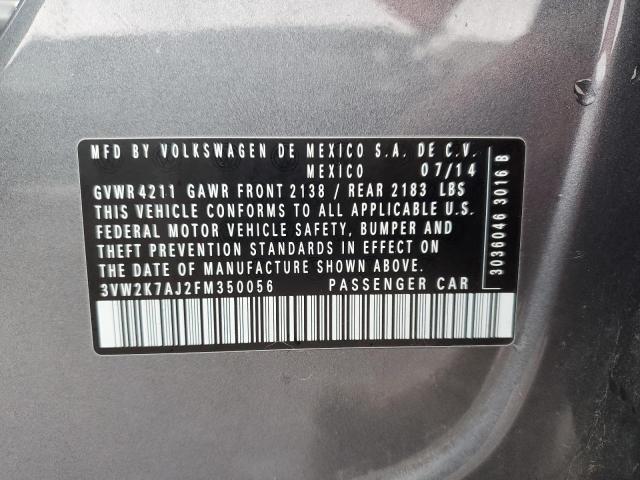 MFD BY VOLKSWAGEN DE MEXICO S.A. DE C.V.
MEXICO 07/14
GVWR4211 GAWR FRONT 2138 / REAR 2183 LBS
THIS VEHICLE CONFORMS TO ALL APPLICABLE U.S.
FEDERAL MOTOR VEHICLE SAFETY, BUMPER AND
THEFT PREVENTION STANDARDS IN EFFECT ON
THE DATE OF MANUFACTURE SHOWN ABOVE
3VW2K7AJ2FM350056 PASSENGER CAR
3036046 3016 B